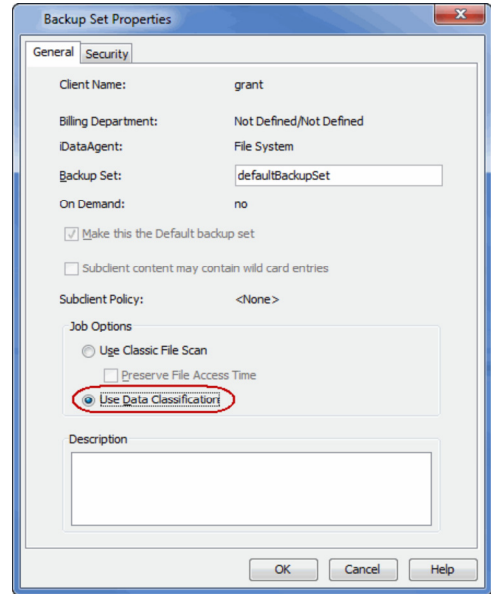 Backup Set Properties
General Security
Client Name: grant
Billing Department: Not Defined/Not Defined
iDataAgent: File System
Backup Set: defaultBackupSet
On Demand: no
Make this the Default backup set
Subclient content may contain wild card entries
Subclient Policy: <None>
Job Options
Use Classic File Scan
Preserve File Access Time
Use Data Classification
Description
OK Cancel Help